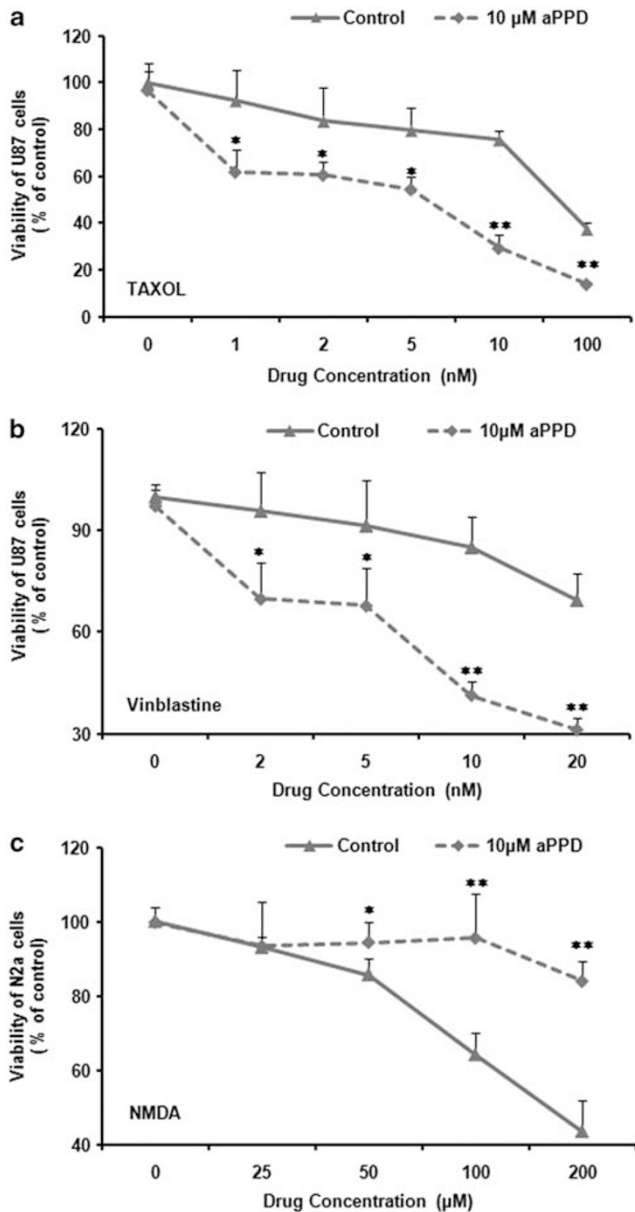 a
Control 10 µM aPPD
Viability of U87 cells
( % of control)
120
100
80
60
40
20
0
* * * ** **
TAXOL
0 1 2 5 10 100
Drug Concentration (nM)
b
Control 10µM aPPD
Viability of U87 cells
( % of control)
120
90
60
30
* * ** **
Vinblastine
0 2 5 10 20
Drug Concentration (nM)
c
Control 10µM aPPD
Viability of N2a cells
( % of control)
120
100
80
60
40
* ** **
NMDA
0 25 50 100 200
Drug Concentration (µM)